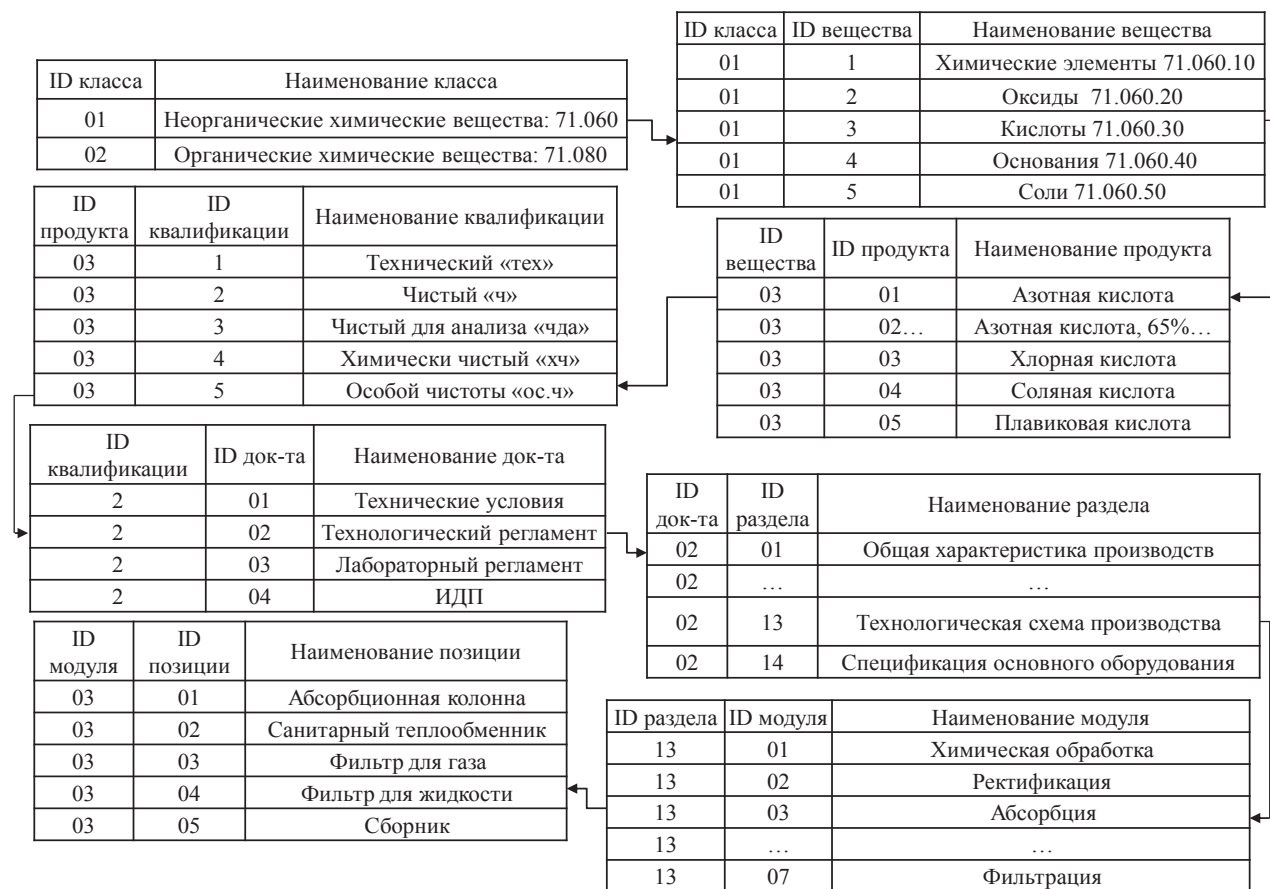 ID класса Наименование класса
01 Неорганические химические вещества: 71.060
02 Органические химические вещества: 71.080
ID класса ID вещества Наименование вещества
01 1 Химические элементы 71.060.10
01 2 Оксиды 71.060.20
01 3 Кислоты 71.060.30
01 4 Основания 71.060.40
01 5 Соли 71.060.50
ID продукта ID квалификации Наименование квалификации
03 1 Технический «тех»
03 2 Чистый «ч»
03 3 Чистый для анализа «чда»
03 4 Химически чистый «хч»
03 5 Особой чистоты «ос.ч»
ID вещества ID продукта Наименование продукта
03 01 Азотная кислота
03 02… Азотная кислота, 65%…
03 03 Хлорная кислота
03 04 Соляная кислота
03 05 Плавиковая кислота
ID квалификации ID док-та Наименование док-та
2 01 Технические условия
2 02 Технологический регламент
2 03 Лабораторный регламент
2 04 ИДП
ID док-та ID раздела Наименование раздела
02 01 Общая характеристика производств
02 … …
02 13 Технологическая схема производства
02 14 Спецификация основного оборудования
ID модуля ID позиции Наименование позиции
03 01 Абсорбционная колонна
03 02 Санитарный теплообменник
03 03 Фильтр для газа
03 04 Фильтр для жидкости
03 05 Сборник
ID раздела ID модуля Наименование модуля
13 01 Химическая обработка
13 02 Ректификация
13 03 Абсорбция
13 … …
13 07 Фильтрация